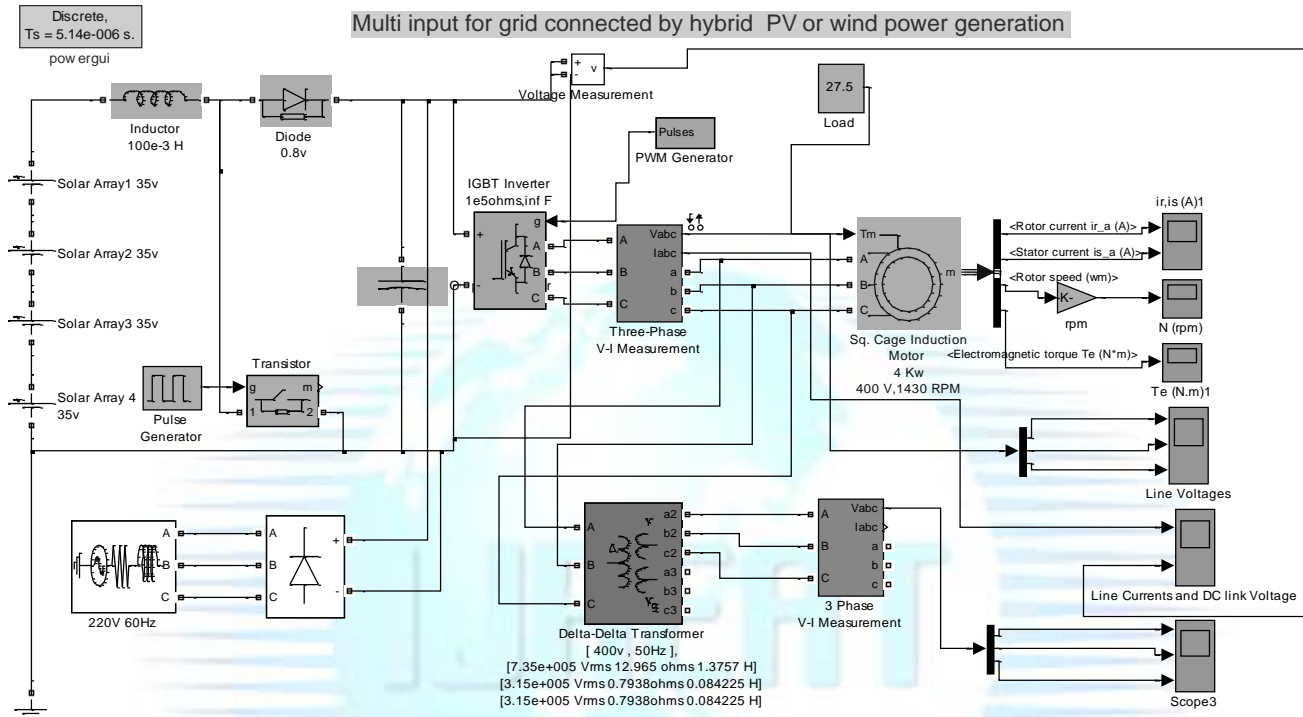 Discrete,
Ts = 5.14e-006 s.
pow ergui
Multi input for grid connected by hybrid PV or wind power generation
Inductor
100e-3 H
Diode
0.8v
+
-
v
Voltage Measurement
27.5
Load
Pulses
PWM Generator
Solar Array1 35v
Solar Array2 35v
Solar Array3 35v
Solar Array 4
35v
IGBT Inverter
1e5ohms,inf F
g
+
-
A
B
C
r
A
B
C
Vabc
Iabc
a
b
c
Three-Phase
V-I Measurement
Tm
A
B
C
m
Sq. Cage Induction
Motor
4 Kw
400 V,1430 RPM
<Rotor current ir_a (A)>
<Stator current is_a (A)>
<Rotor speed (wm)>
<Electromagnetic torque Te (N*m)>
-K-
rpm
ir,is (A)1
N (rpm)
Te (N.m)1
Line Voltages
Line Currents and DC link Voltage
Scope3
Pulse
Generator
Transistor
g
m
1
2
A
B
C
220V 60Hz
A
B
C
+
-
A
B
C
a2
b2
c2
a3
b3
c3
Delta-Delta Transformer
[ 400v , 50Hz ],
[7.35e+005 Vrms 12.965 ohms 1.3757 H]
[3.15e+005 Vrms 0.7938ohms 0.084225 H]
[3.15e+005 Vrms 0.7938ohms 0.084225 H]
A
B
C
Vabc
Iabc
a
b
c
3 Phase
V-I Measurement